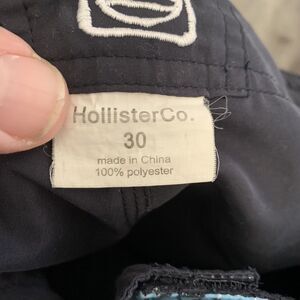 HollisterCo.
30
made in China
100% polyester